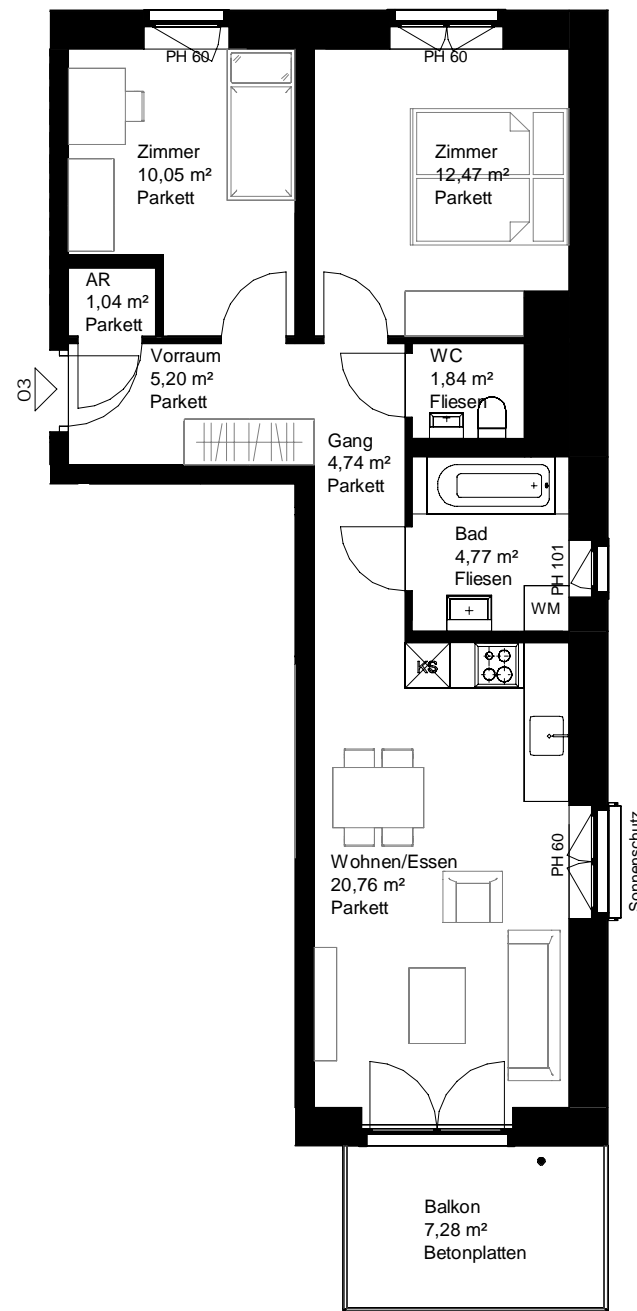 PH 60
PH 60
Zimmer
10,05 m²
Parkett
Zimmer
12,47 m²
Parkett
AR
1,04 m²
Parkett
Vorraum
5,20 m²
Parkett
WC
1,84 m²
Fliesen
O3
Gang
4,74 m²
Parkett
Bad
4,77 m²
Fliesen
PH 101
WM
KS
Wohnen/Essen
20,76 m²
Parkett
PH 60
Sonnenschutz
Balkon
7,28 m²
Betonplatten